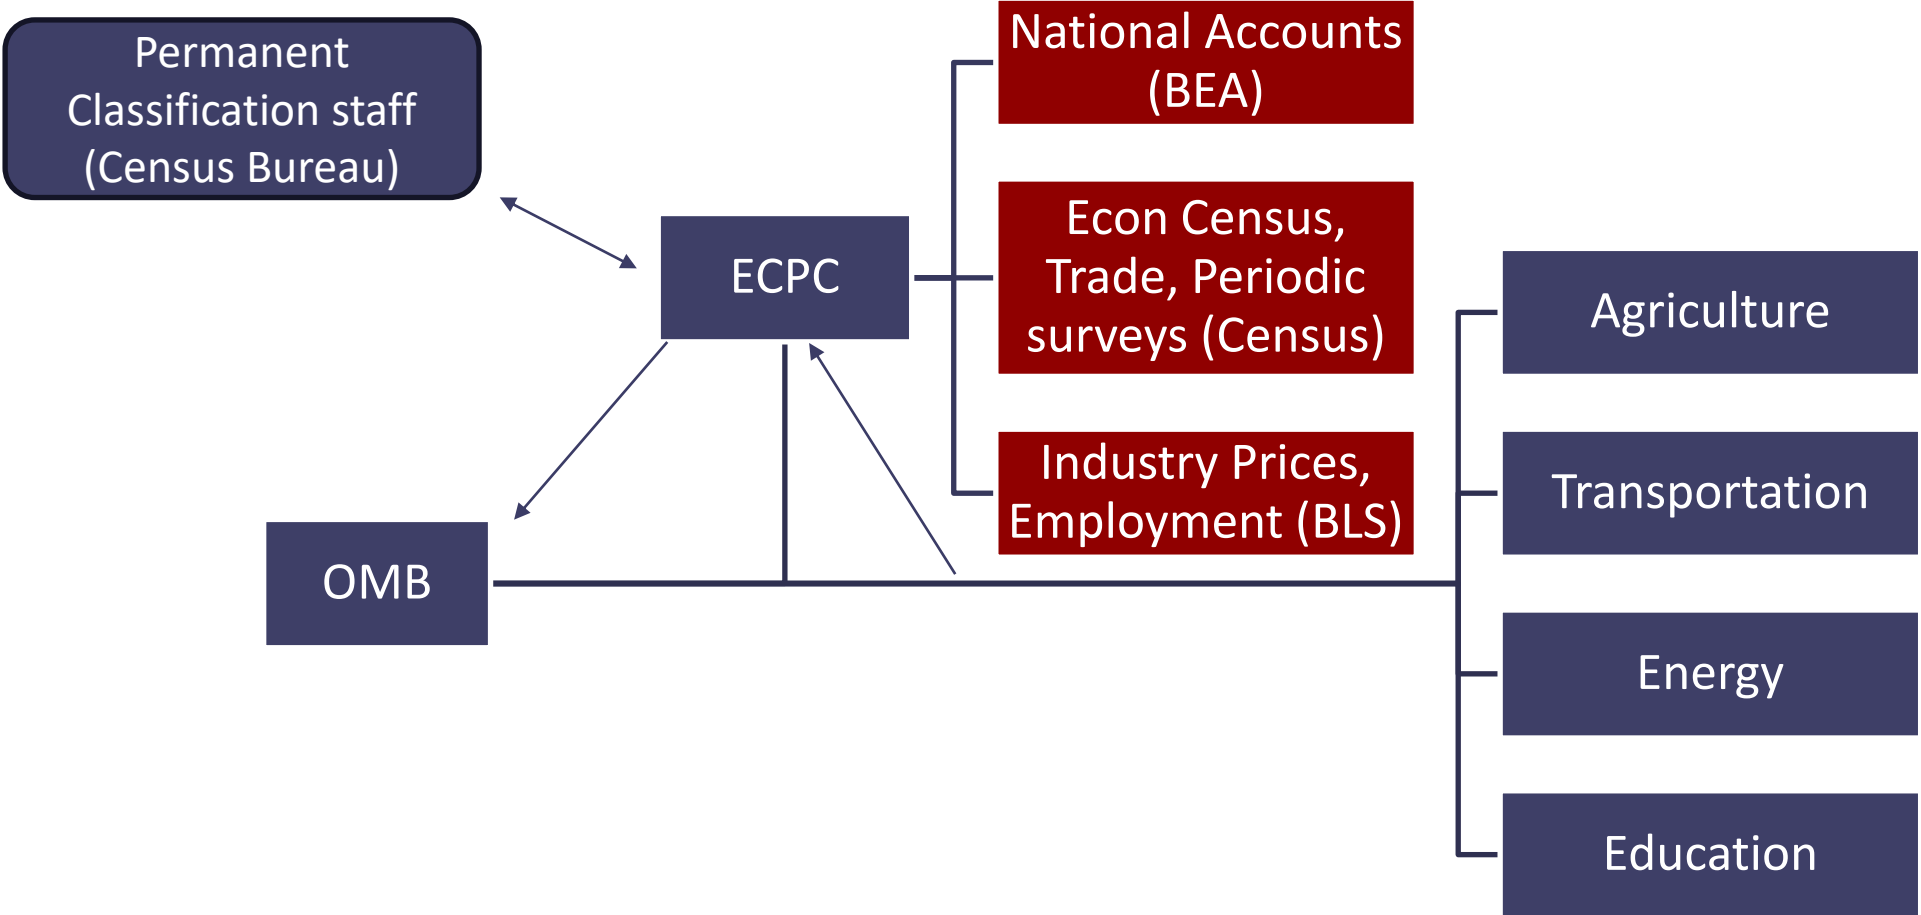 Permanent
Classification staff
(Census Bureau)
ECPC
OMB
National Accounts
(BEA)
Econ Census,
Trade, Periodic
surveys (Census)
Industry Prices,
Employment (BLS)
Agriculture
Transportation
Energy
Education